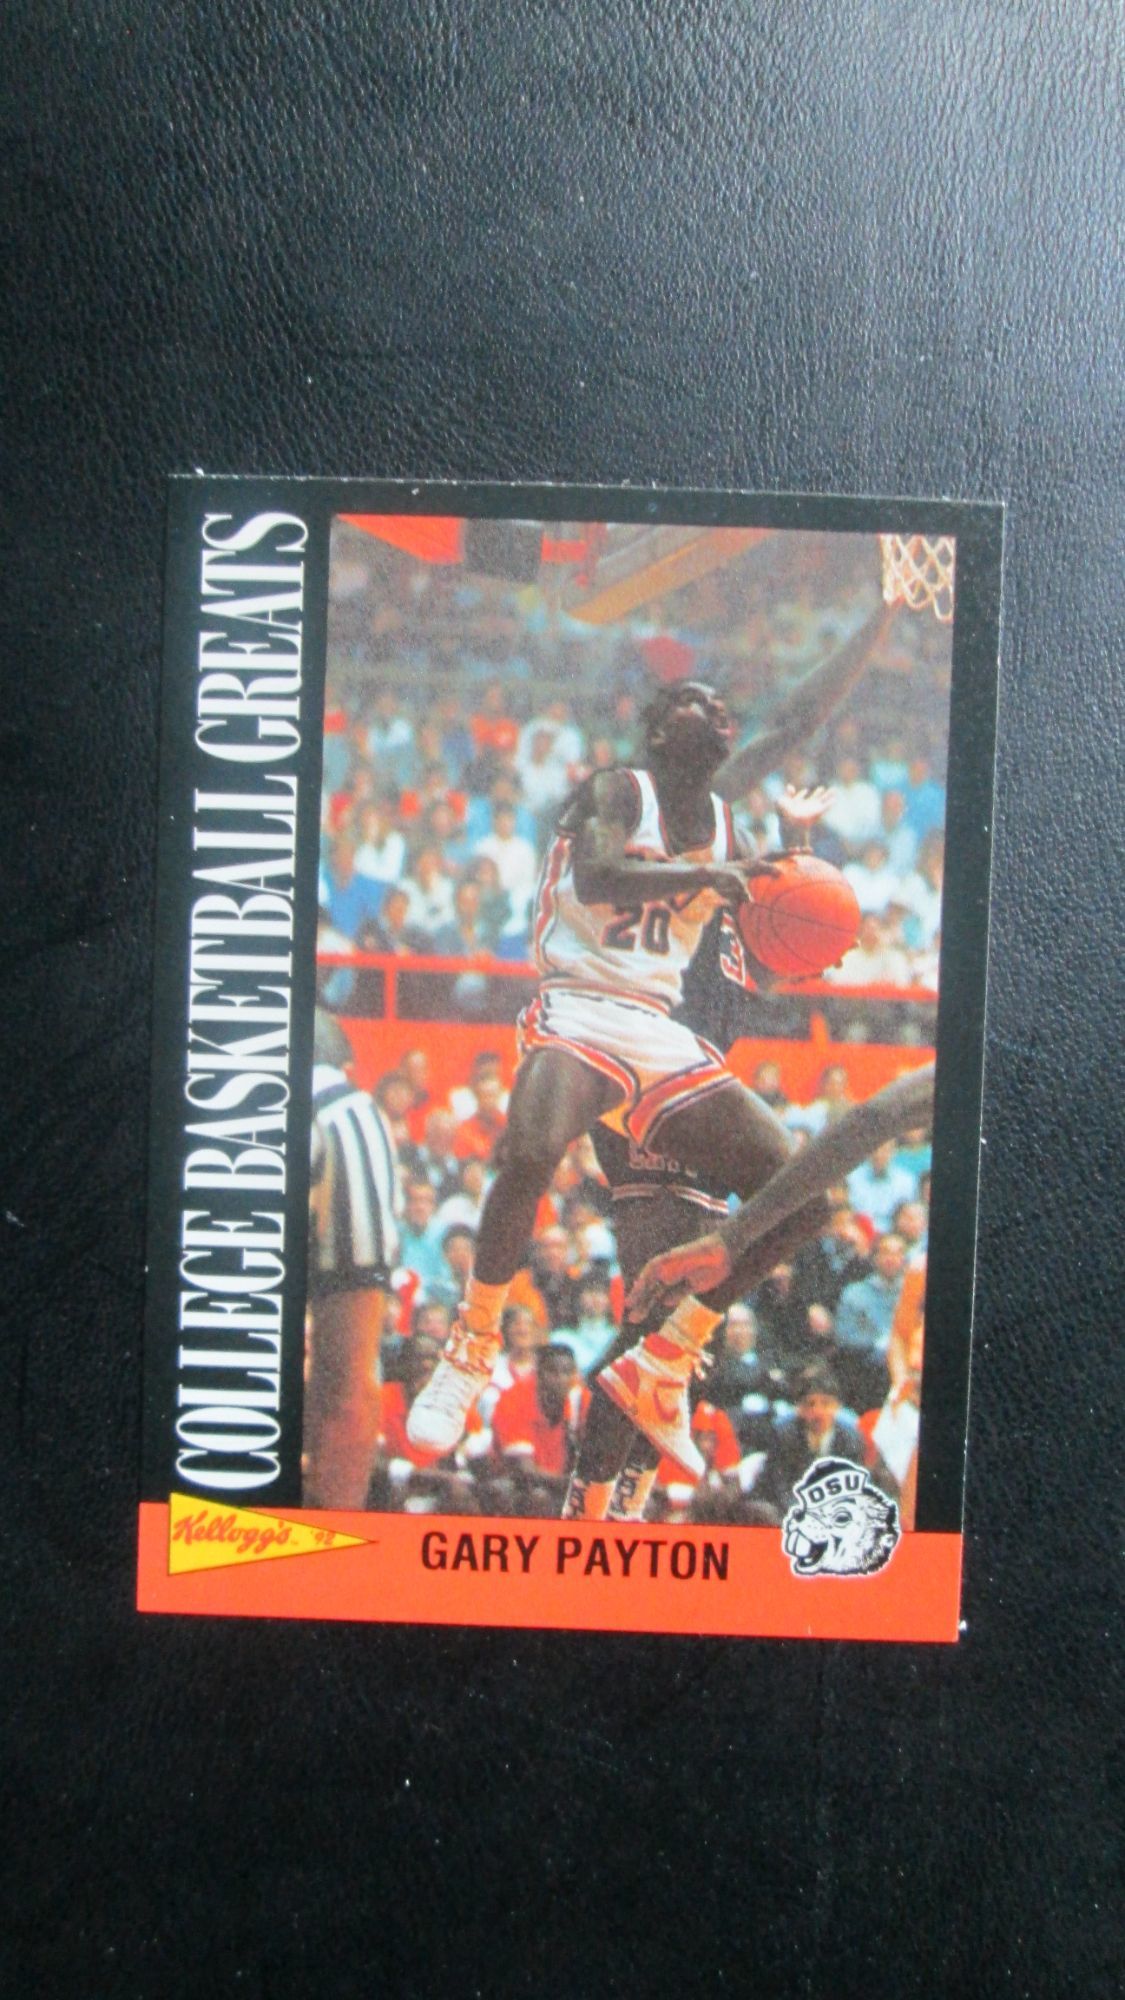 COLLEGE BASKETBALL GREATS
20
Kellogg's '92
GARY PAYTON
OSU